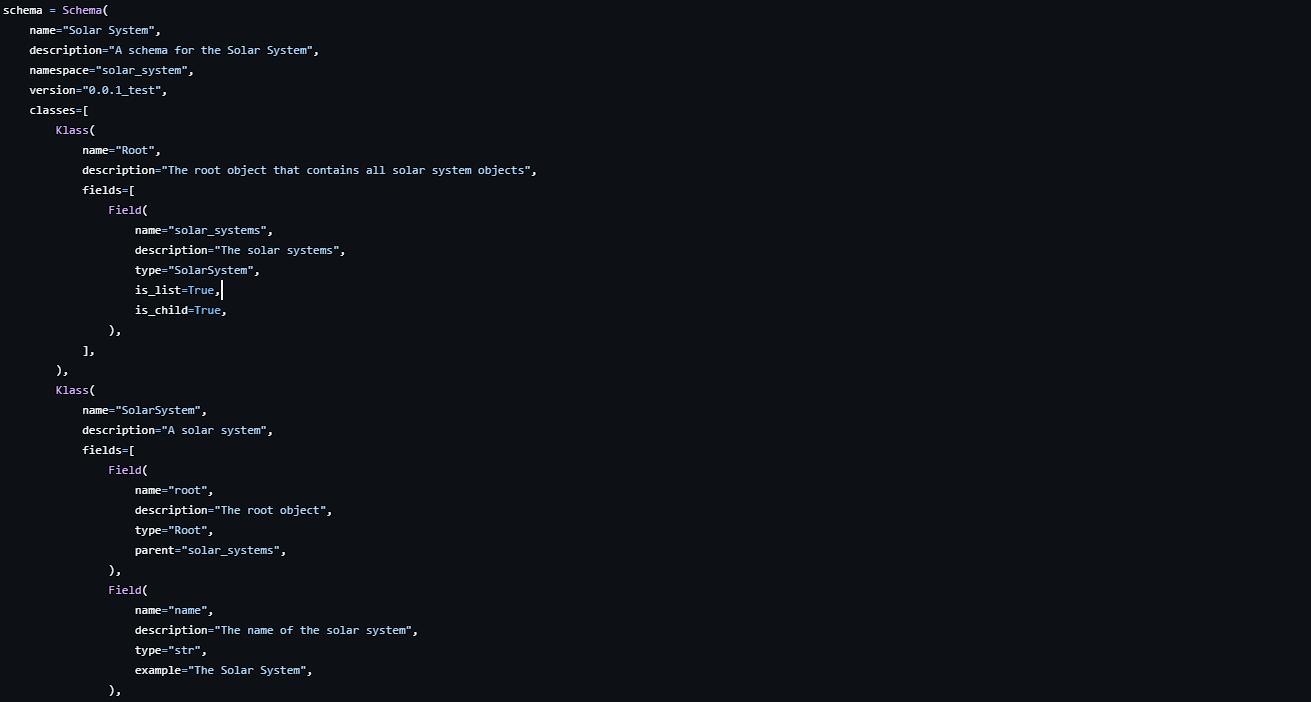 schema = Schema(
    name="Solar System",
    description="A schema for the Solar System",
    namespace="solar_system",
    version="0.0.1_test",
    classes=[
        Klass(
            name="Root",
            description="The root object that contains all solar system objects",
            fields=[
                Field(
                    name="solar_systems",
                    description="The solar systems",
                    type="SolarSystem",
                    is_list=True,
                    is_child=True,
                ),
            ],
        ),
        Klass(
            name="SolarSystem",
            description="A solar system",
            fields=[
                Field(
                    name="root",
                    description="The root object",
                    type="Root",
                    parent="solar_systems",
                ),
                Field(
                    name="name",
                    description="The name of the solar system",
                    type="str",
                    example="The Solar System",
                ),